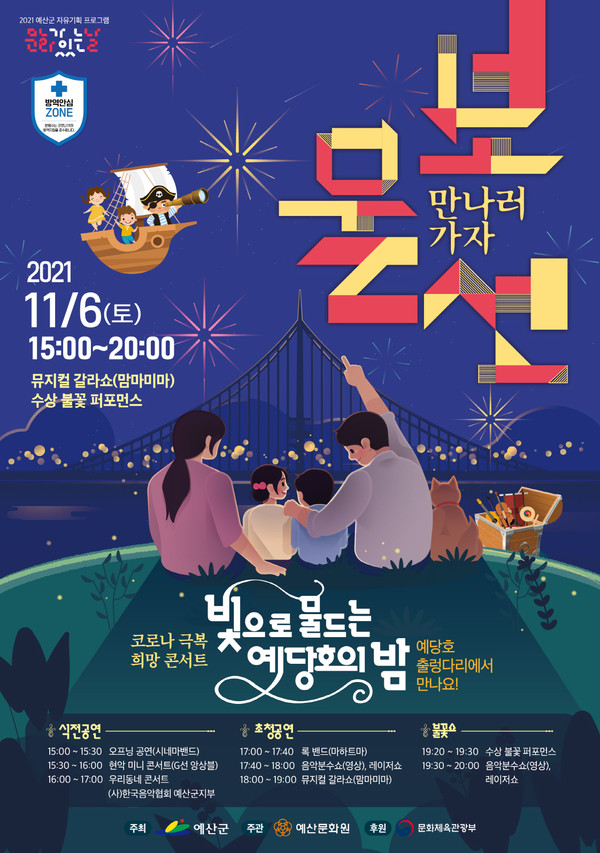 2021 예산군 자유기획 프로그램
문화가 있는 날
방역안심
ZONE
보물선
만나러
가자
2021
11/6(토)
15:00~20:00
뮤지컬 갈라쇼(맘마미마)
수상 불꽃 퍼포먼스
코로나 극복
희망 콘서트
빛으로 물드는
예당호의 밤
예당호
출렁다리에서
만나요!
식전공연
15:00 ~ 15:30 오프닝 공연(시네마밴드)
15:30 ~ 16:00 현악 미니 콘서트(G선 앙상블)
16:00 ~ 17:00 우리동네 콘서트
(사)한국음악협회 예산군지부
초청공연
17:00 ~ 17:40 록 밴드(마하트마)
17:40 ~ 18:00 음악분수쇼(영상), 레이저쇼
18:00 ~ 19:00 뮤지컬 갈라쇼(맘마미마)
불꽃쇼
19:20 ~ 19:30 수상 불꽃 퍼포먼스
19:30 ~ 20:00 음악분수쇼(영상),
레이저쇼
주최 예산군 주관 예산문화원 후원 문화체육관광부